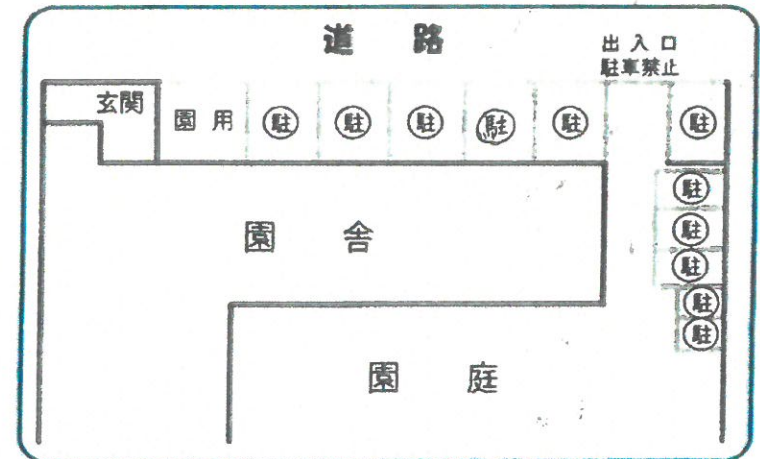 道 路
出入口
駐車禁止
玄関
園用 駐 駐 駐 駐 駐 駐
駐
駐
駐
駐
駐
園 舎
園 庭